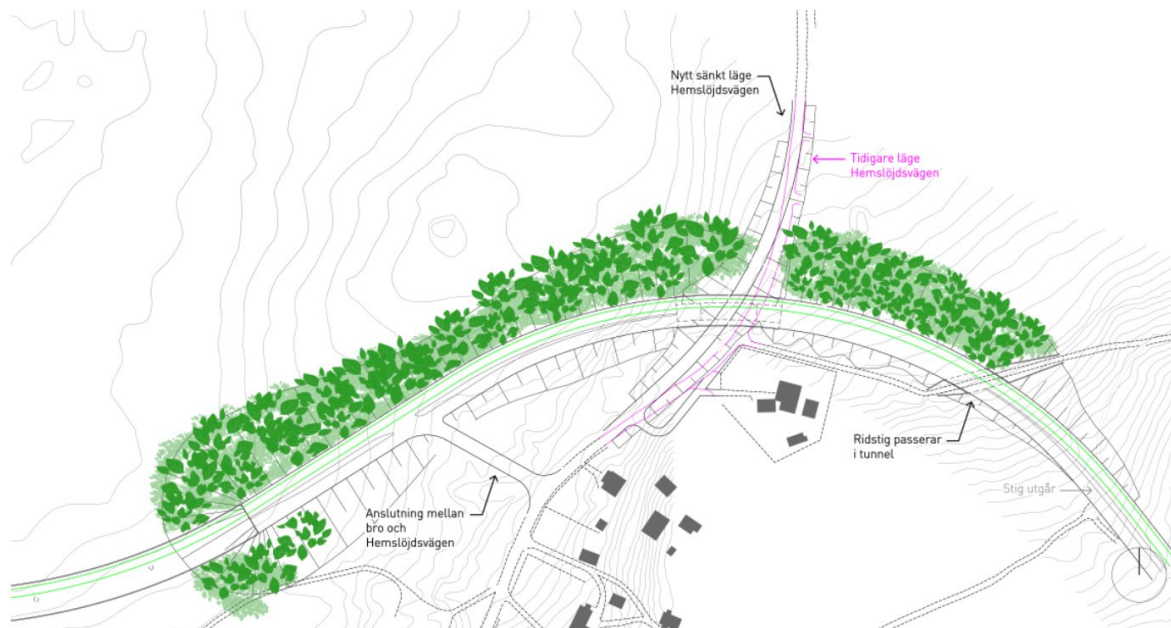 Nytt sänkt läge
Hemslöjdsvägen
Tidigare läge
Hemslöjdsvägen
Ridstig passerar
i tunnel
Stig utgår
Anslutning mellan
bro och
Hemslöjdsvägen